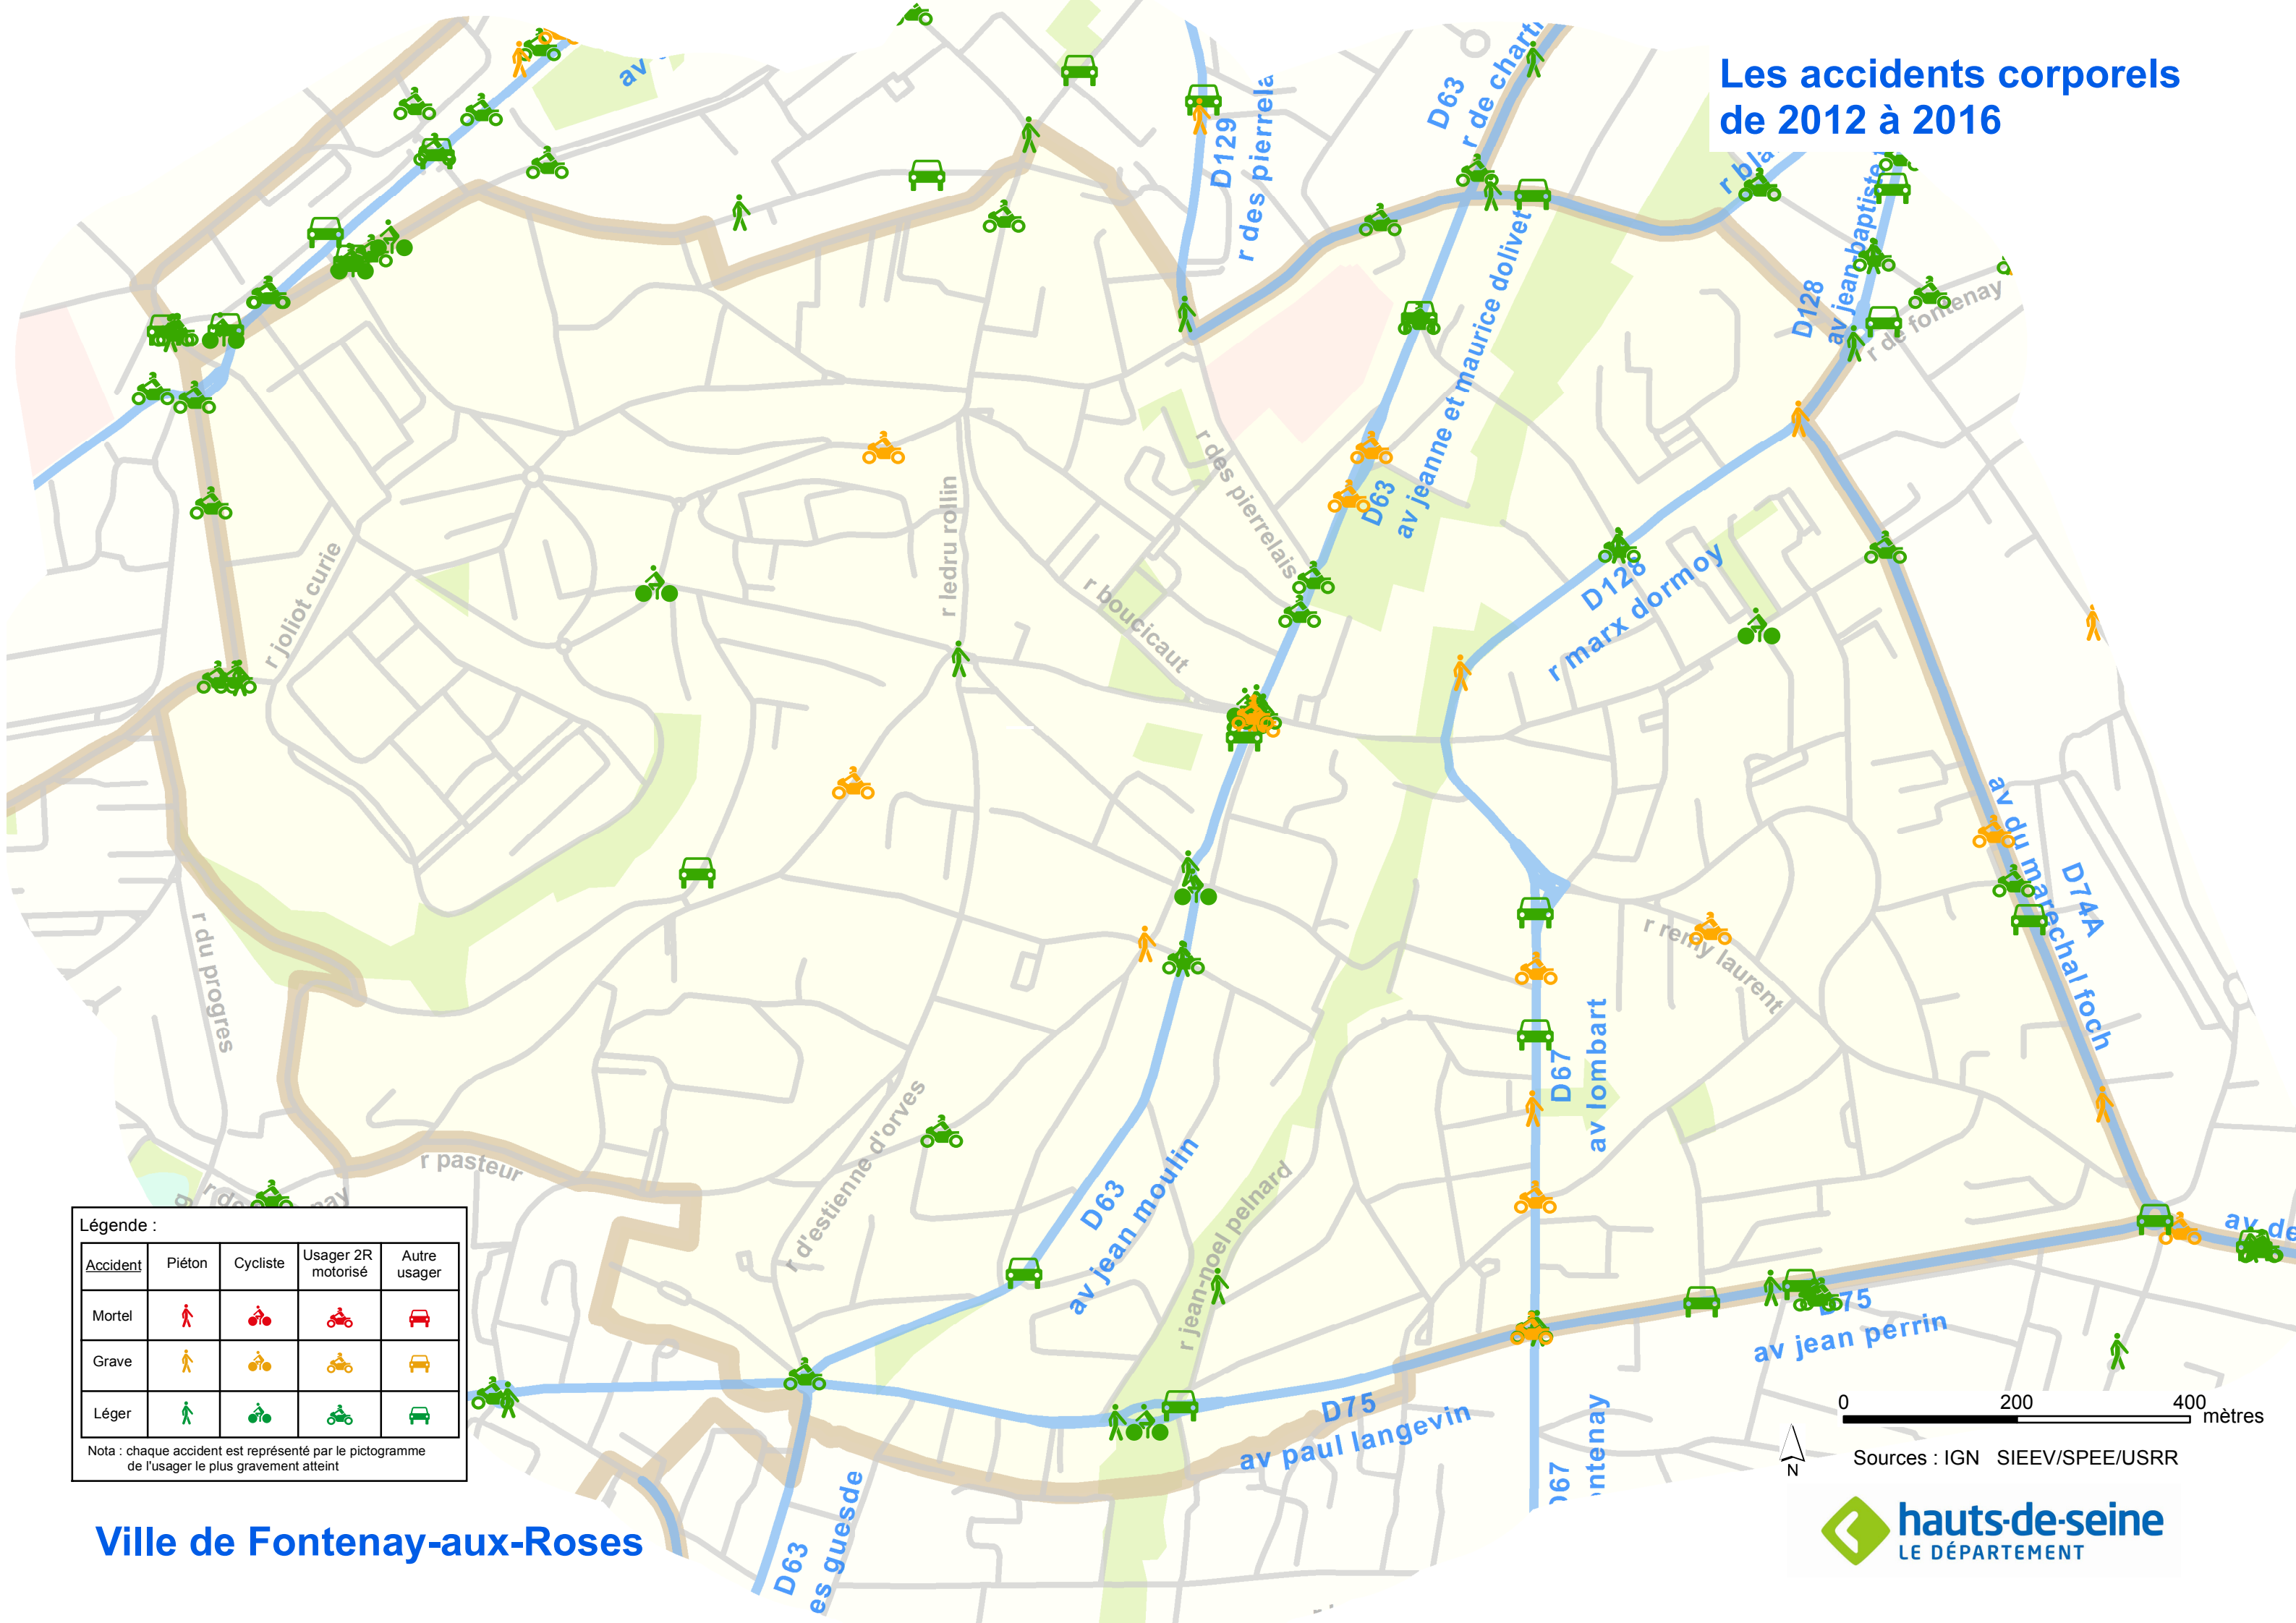 Les accidents corporels
de 2012 à 2016
D63
r de
D129
r des
D128
av jean-baptiste
r de fontenay
av jeanne et maurice dolivet
D63
r des pierrelais
r ledru rollin
r boucicaut
r joliot curie
D128
r marx dormoy
av du marechal foch
D74A
r remy laurent
r du progres
D67
av lombart
r pasteur
r d'estienne d'orves
D63
av jean moulin
r jean-noel pelnard
D75
av jean perrin
D75
av paul langevin
D67
D63
Légende :
Accident Piéton Cycliste Usager 2R motorisé Autre usager
Mortel
Grave
Léger
Nota : chaque accident est représenté par le pictogramme
de l'usager le plus gravement atteint
0 200 400 mètres
N
Sources : IGN SIEEV/SPEE/USRR
hauts-de-seine
LE DÉPARTEMENT
Ville de Fontenay-aux-Roses